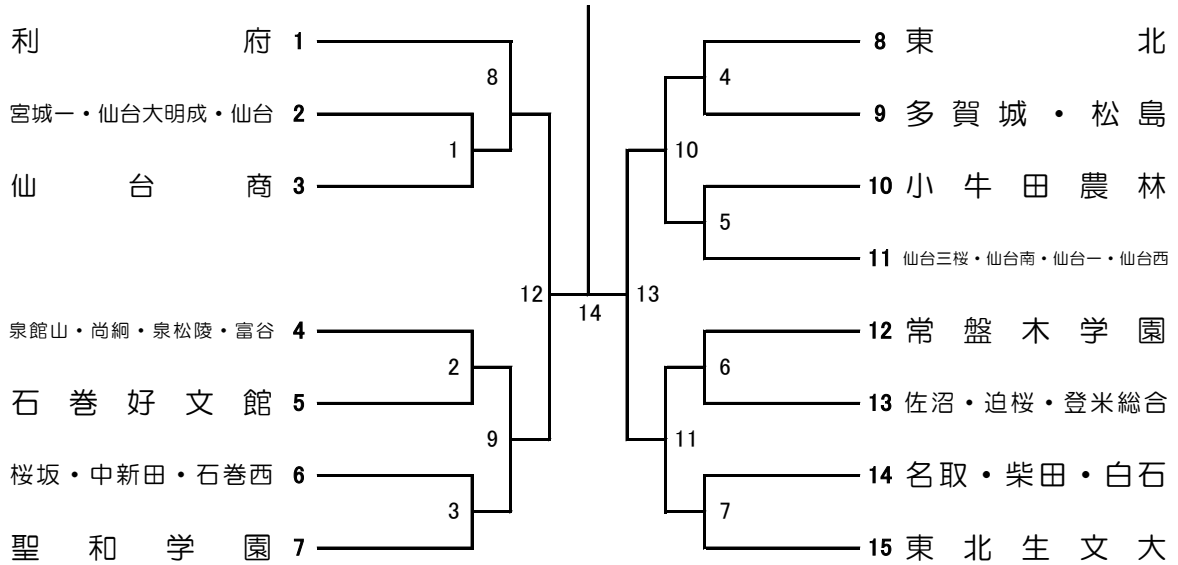 利府 1
8
宮城一・仙台大明成・仙台 2
1
仙台商 3
12
泉館山・尚絅・泉松陵・富谷 4
2
石巻好文館 5
9
桜坂・中新田・石巻西 6
3
聖和学園 7
14
8 東北
4
9 多賀城・松島
10
10 小牛田農林
5
11 仙台三桜・仙台南・仙台一・仙台西
13
12 常盤木学園
6
13 佐沼・迫桜・登米総合
11
14 名取・柴田・白石
7
15 東北生文大